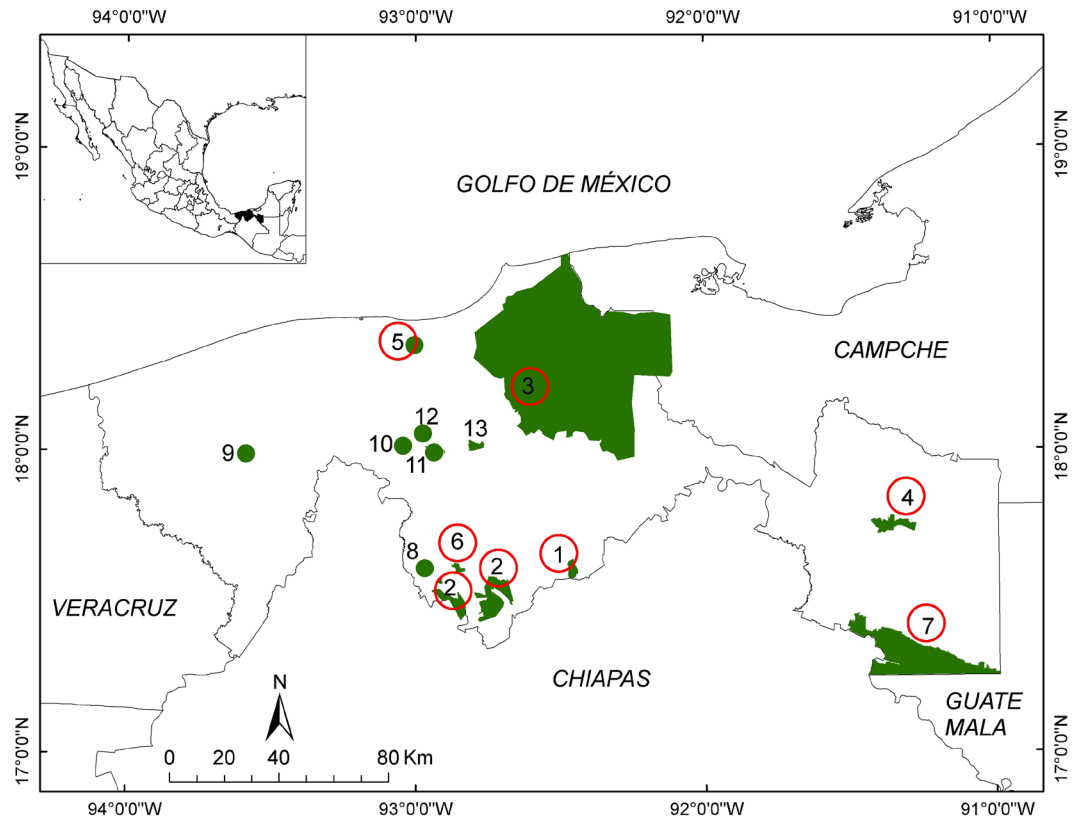 94°0'0"W 93°0'0"W 92°0'0"W 91°0'0"W
19°0'0"N
19°0'0"N
GOLFO DE MÉXICO
5
CAMPCHE
3
12
10
13
11
9
18°0'0"N
18°0'0"N
4
6
8
2
1
2
VERACRUZ
7
CHIAPAS
N
GUATE
MALA
0 20 40 80 Km
17°0'0"N
17°0'0"N
94°0'0"W 93°0'0"W 92°0'0"W 91°0'0"W